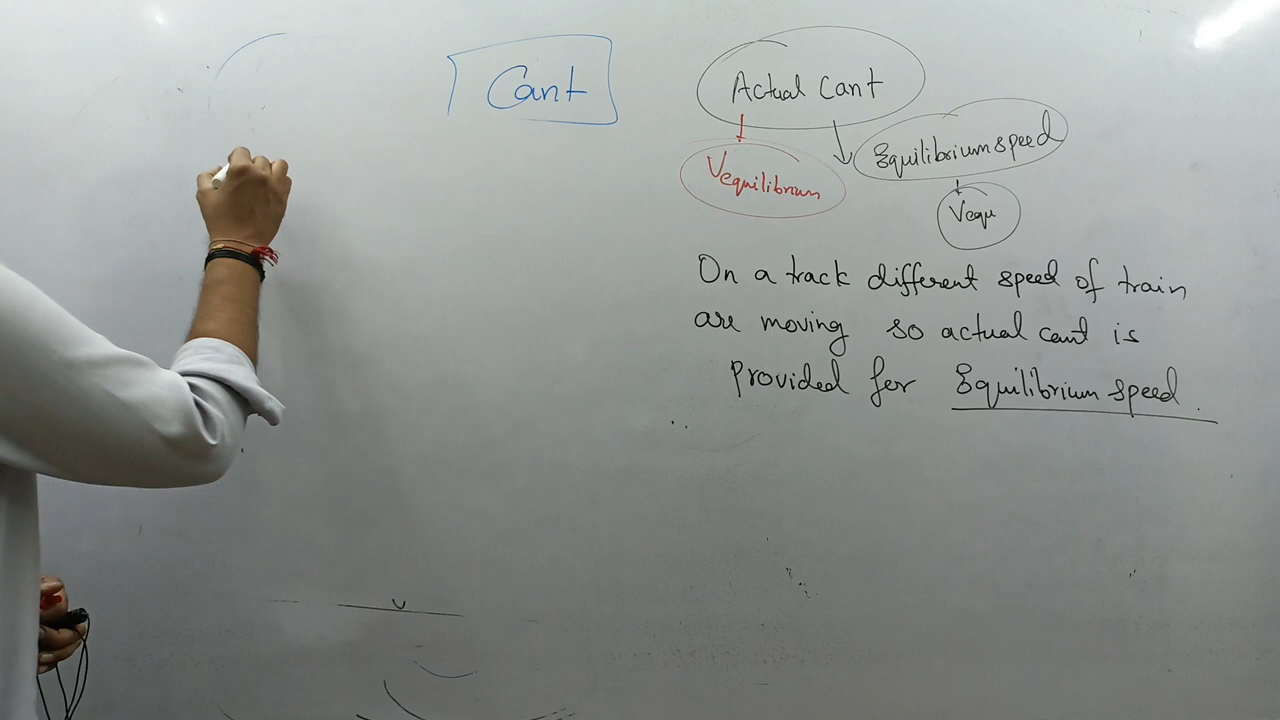 Cant
Actual Cant
Equilibrium speed
Vequilibrium
Vequ
On a track different speed of train
are moving so actual cant is
Provided for Equilibrium speed.